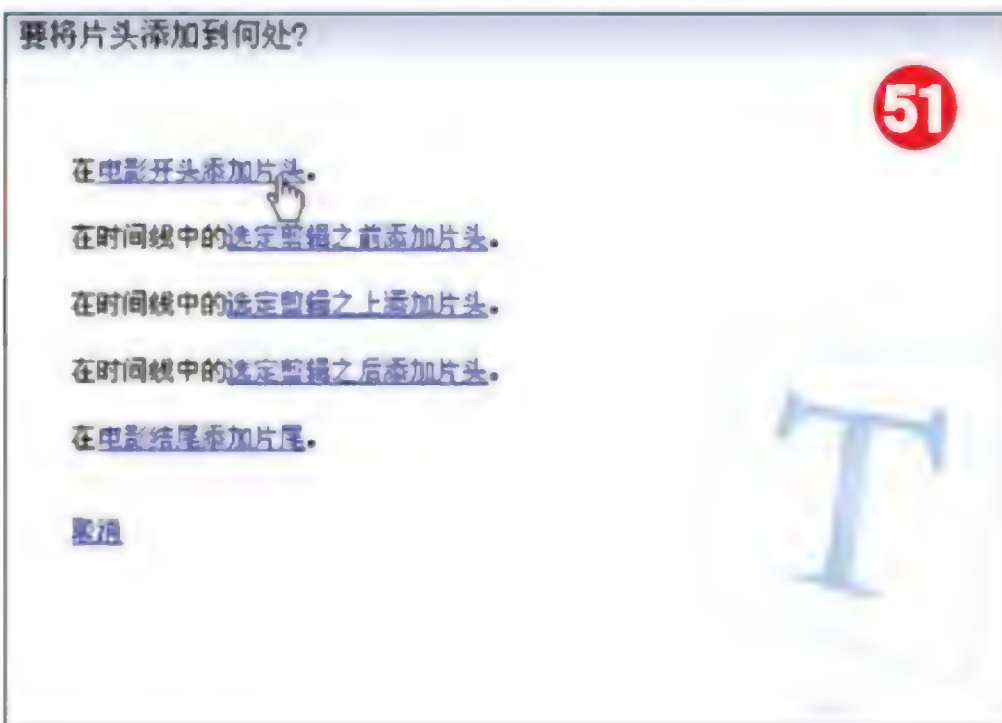 要将片头添加到何处?
51
在电影开头添加片头。
在时间线中的选定剪辑之前添加片头。
在时间线中的选定剪辑之上添加片头。
在时间线中的选定剪辑之后添加片头。
在电影结尾添加片尾。
取消
T